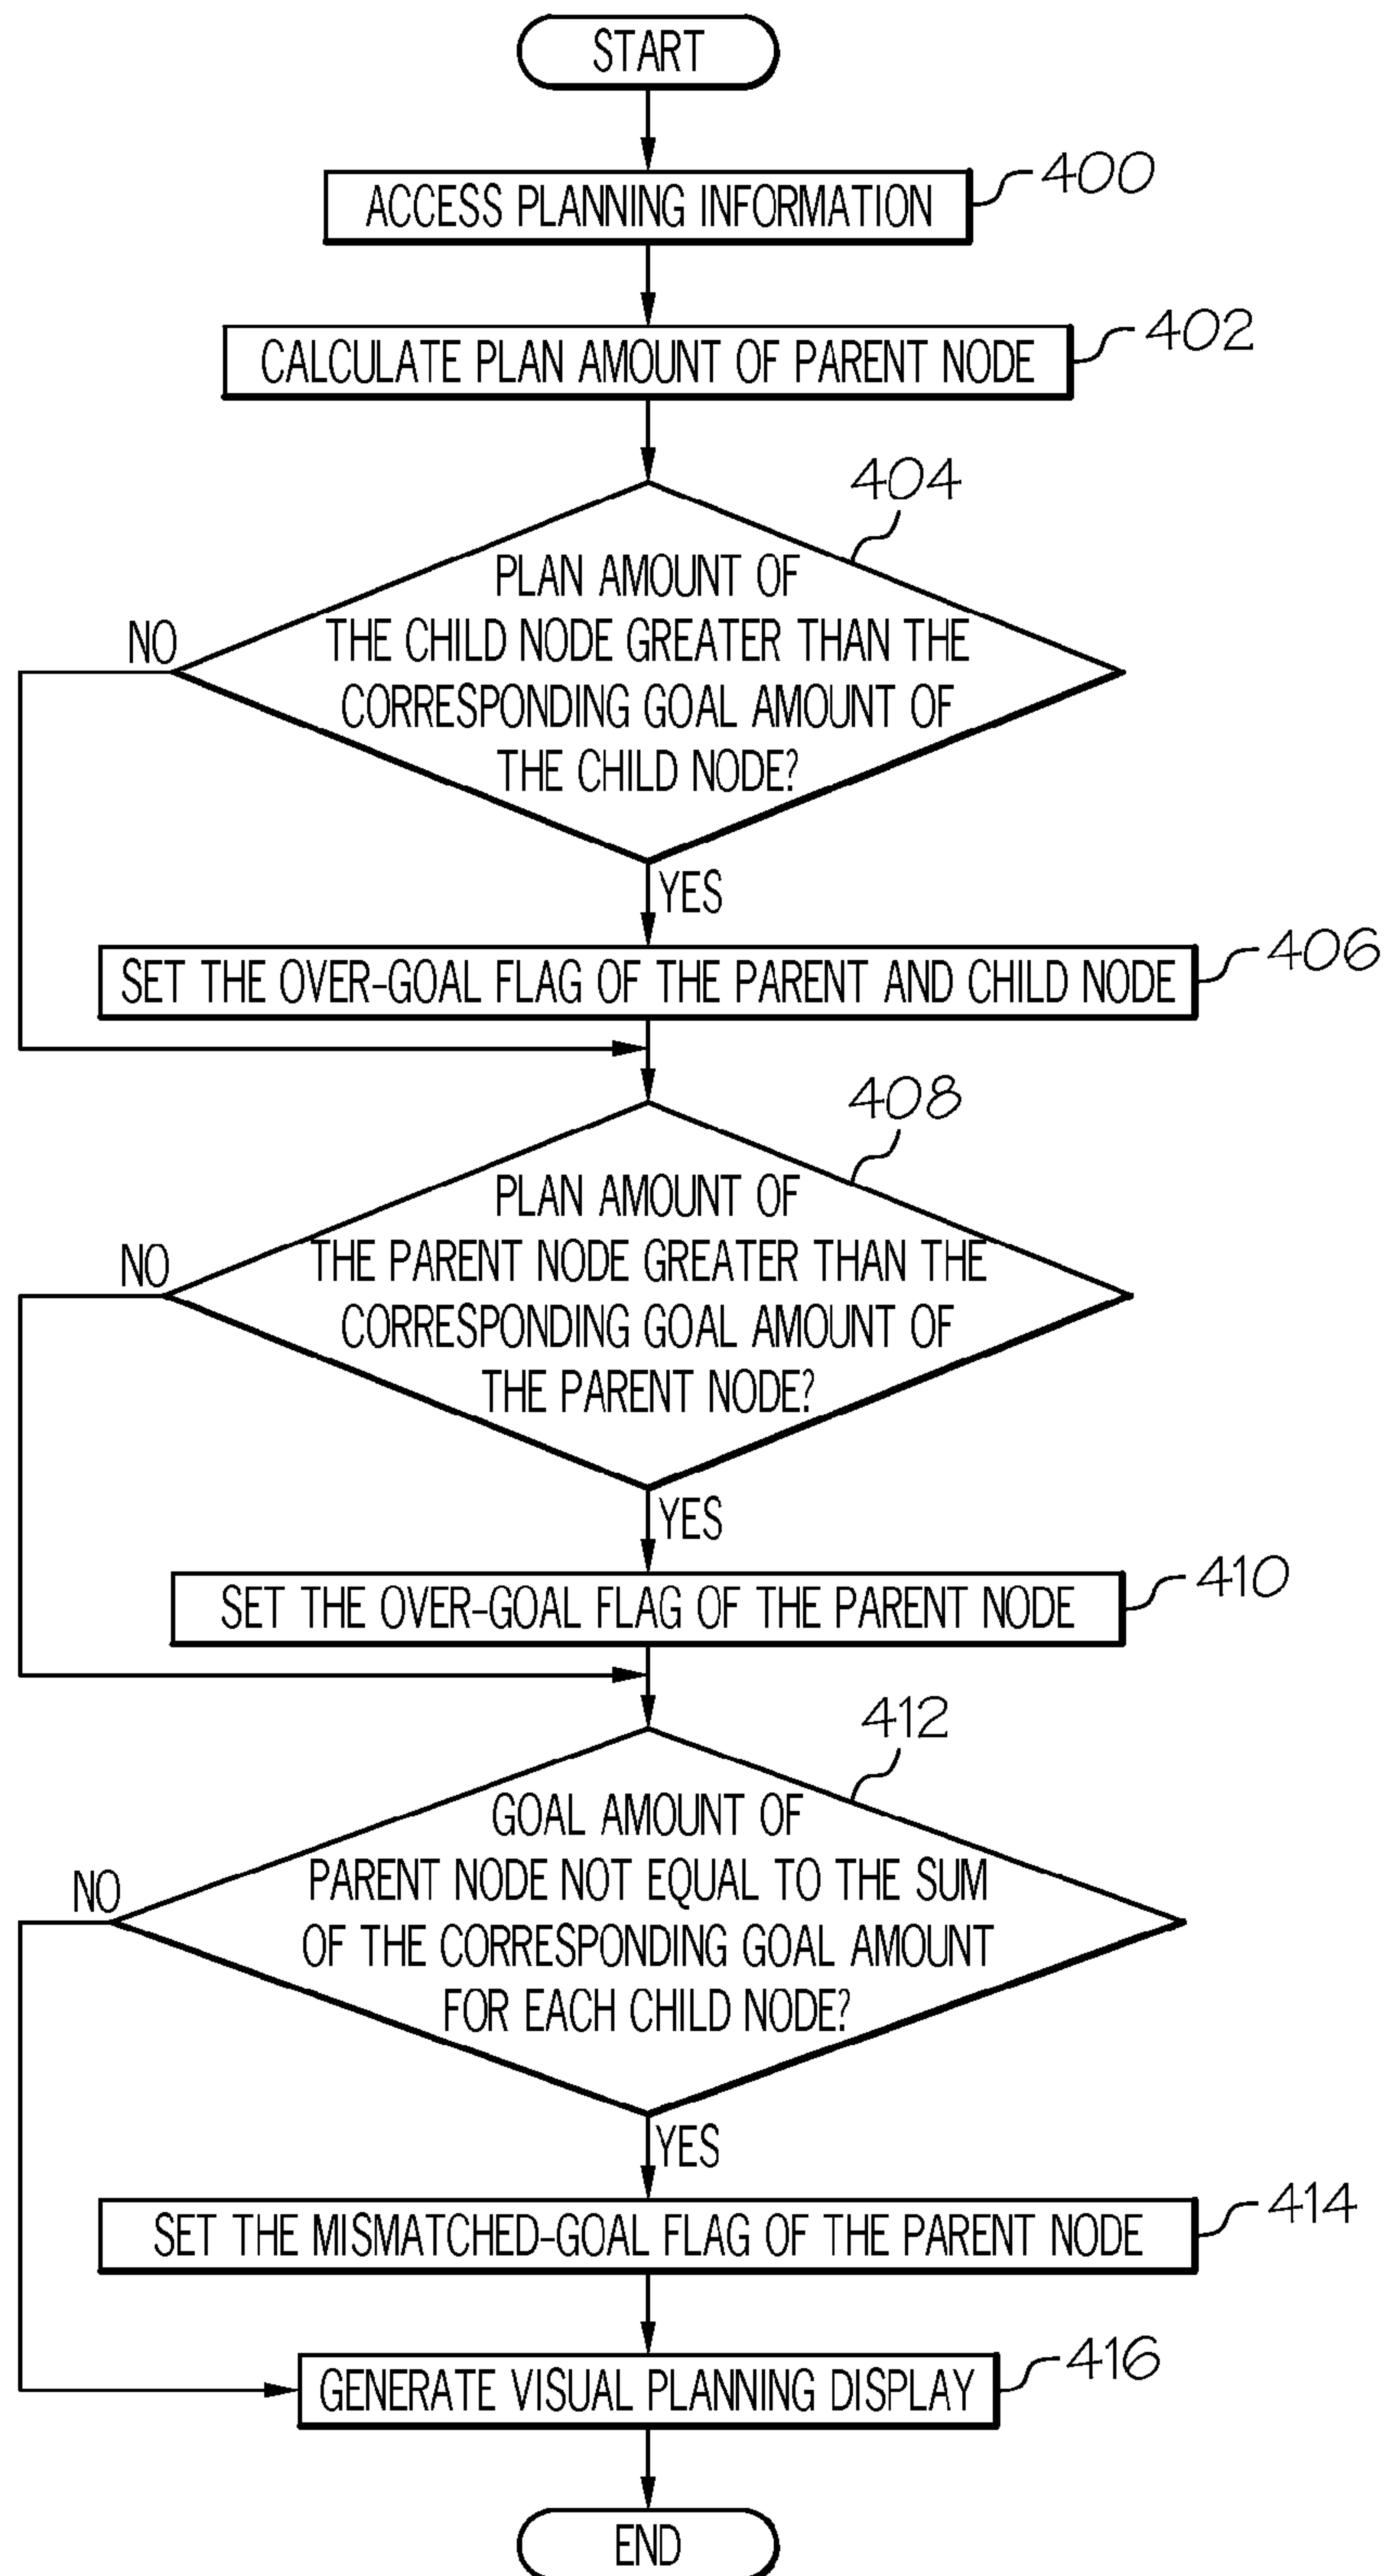 START
ACCESS PLANNING INFORMATION
400
CALCULATE PLAN AMOUNT OF PARENT NODE
402
404
PLAN AMOUNT OF
THE CHILD NODE GREATER THAN THE
CORRESPONDING GOAL AMOUNT OF
THE CHILD NODE?
NO
YES
SET THE OVER-GOAL FLAG OF THE PARENT AND CHILD NODE
406
408
PLAN AMOUNT OF
THE PARENT NODE GREATER THAN THE
CORRESPONDING GOAL AMOUNT OF
THE PARENT NODE?
NO
YES
SET THE OVER-GOAL FLAG OF THE PARENT NODE
410
412
GOAL AMOUNT OF
PARENT NODE NOT EQUAL TO THE SUM
OF THE CORRESPONDING GOAL AMOUNT
FOR EACH CHILD NODE?
NO
YES
SET THE MISMATCHED-GOAL FLAG OF THE PARENT NODE
414
GENERATE VISUAL PLANNING DISPLAY
416
END